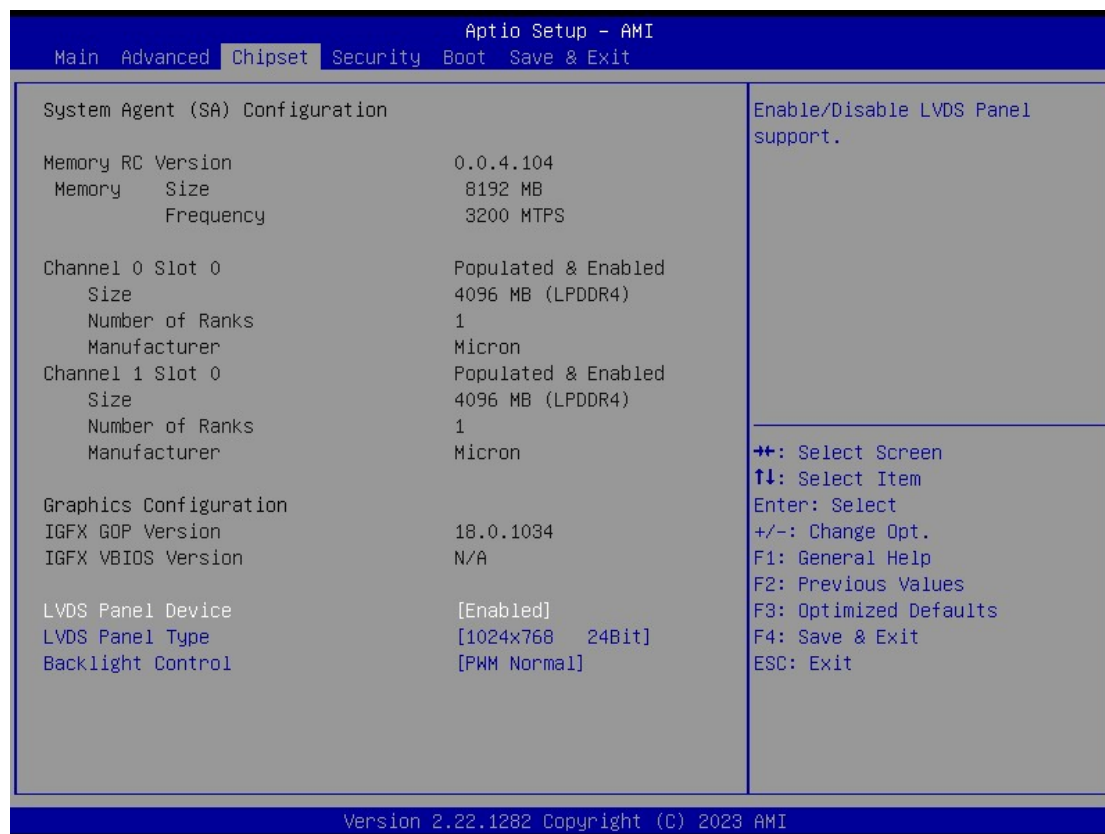 Aptio Setup – AMI
Main Advanced Chipset Security Boot Save & Exit
System Agent (SA) Configuration
Memory RC Version 0.0.4.104
Memory Size 8192 MB
Frequency 3200 MTPS
Channel 0 Slot 0 Populated & Enabled
Size 4096 MB (LPDDR4)
Number of Ranks 1
Manufacturer Micron
Channel 1 Slot 0 Populated & Enabled
Size 4096 MB (LPDDR4)
Number of Ranks 1
Manufacturer Micron
Graphics Configuration
IGFX GOP Version 18.0.1034
IGFX VBIOS Version N/A
LVDS Panel Device [Enabled]
LVDS Panel Type [1024x768 24Bit]
Backlight Control [PWM Normal]
Enable/Disable LVDS Panel
support.
→←: Select Screen
↑↓: Select Item
Enter: Select
+/-: Change Opt.
F1: General Help
F2: Previous Values
F3: Optimized Defaults
F4: Save & Exit
ESC: Exit
Version 2.22.1282 Copyright (C) 2023 AMI